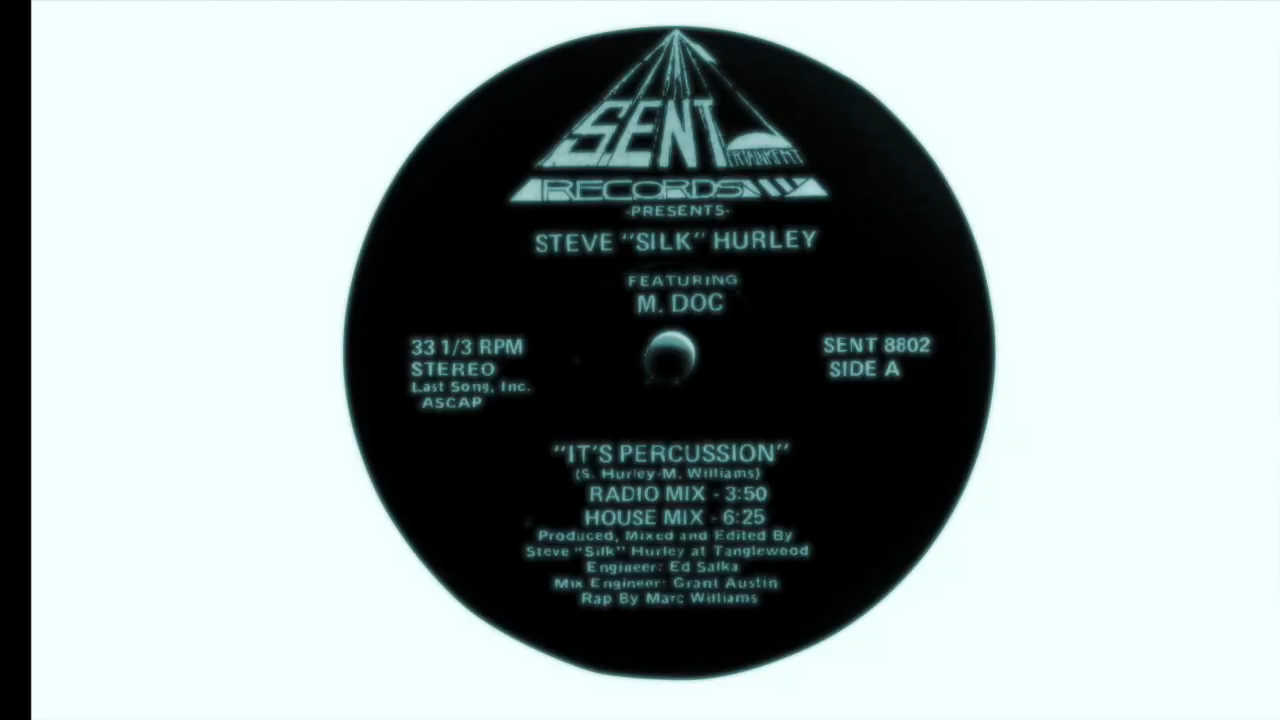 S.ENT
ERTAINMENT
RECORDS
·PRESENTS·
STEVE "SILK" HURLEY
FEATURING
M. DOC
33 1/3 RPM
STEREO
Last Song, Inc.
ASCAP
SENT 8802
SIDE A
"IT'S PERCUSSION"
(S. Hurley-M. Williams)
RADIO MIX - 3:50
HOUSE MIX - 6:25
Produced, Mixed and Edited By
Steve "Silk" Hurley at Tanglewood
Engineer: Ed Salka
Mix Engineer: Grant Austin
Rap By Marc Williams